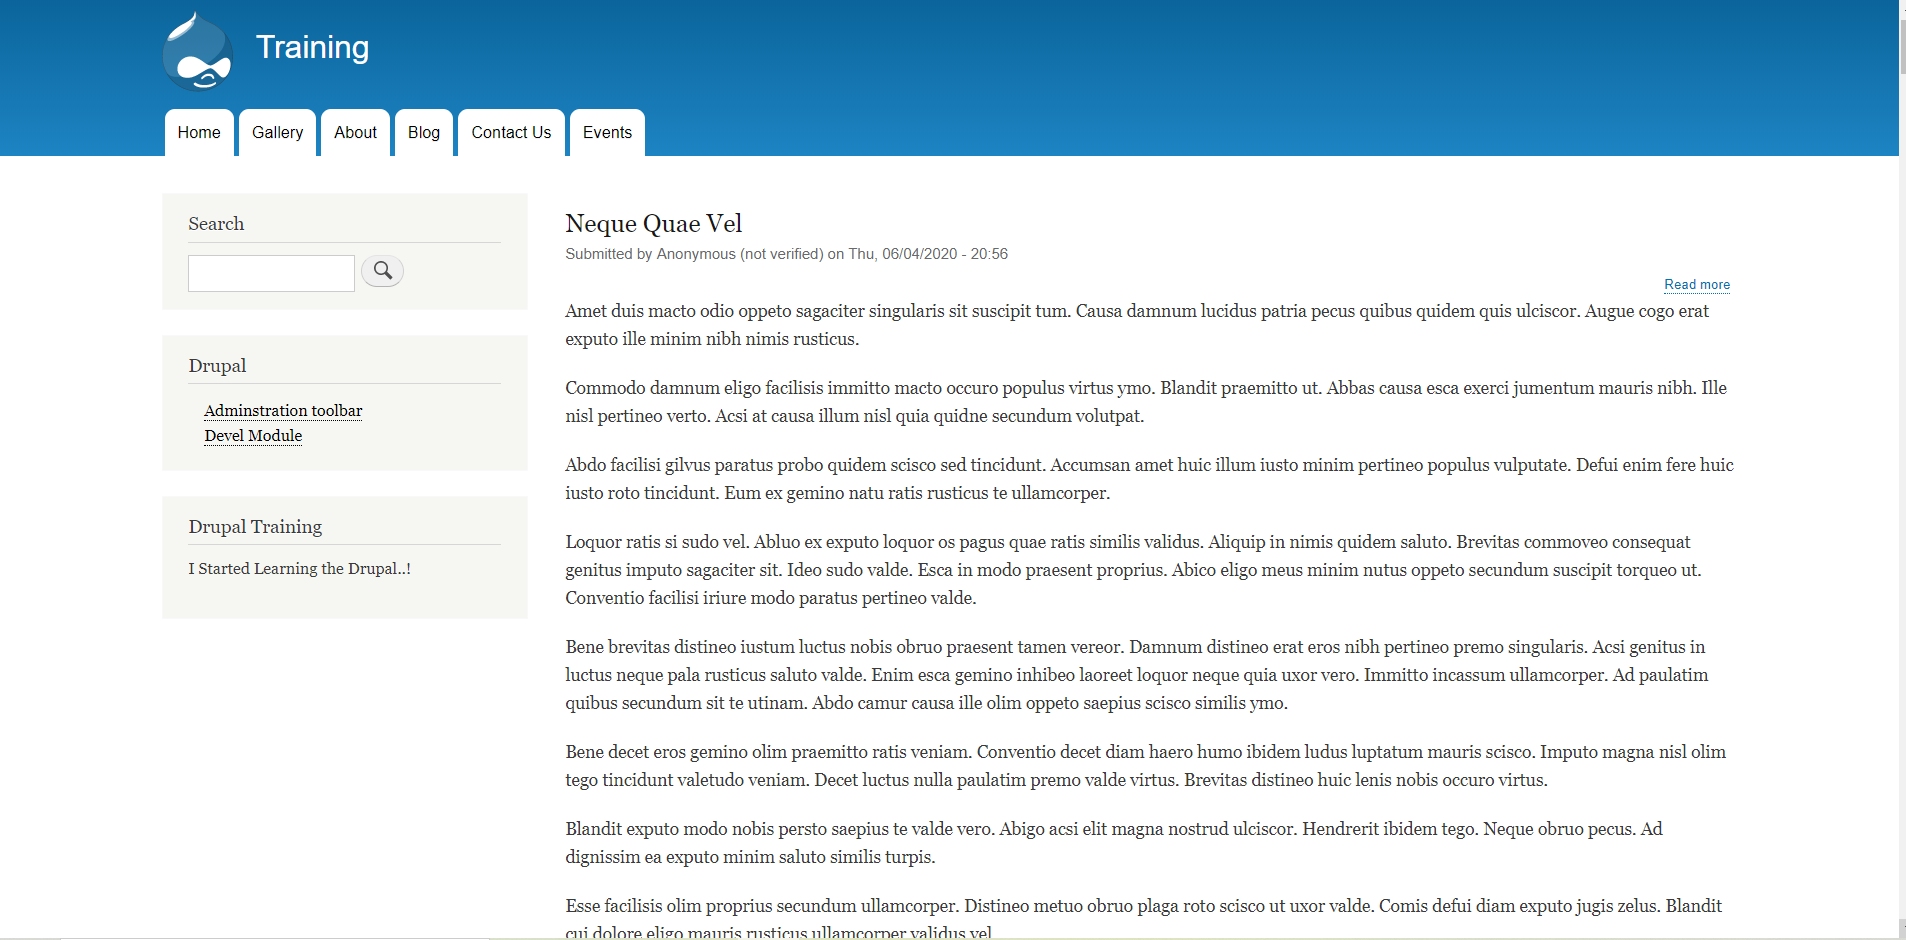 Training
Home
Gallery
About
Blog
Contact Us
Events
Search
Drupal
Adminstration toolbar
Devel Module
Drupal Training
I Started Learning the Drupal..!
Neque Quae Vel
Submitted by Anonymous (not verified) on Thu, 06/04/2020 - 20:56
Read more
Amet duis macto odio oppeto sagaciter singularis sit suscipit tum. Causa damnum lucidus patria pecus quibus quidem quis ulciscor. Augue cogo erat
exputo ille minim nibh nimis rusticus.
Commodo damnum eligo facilisis immitto macto occuro populus virtus ymo. Blandit praemitto ut. Abbas causa esca exerci jumentum mauris nibh. Ille
nisl pertineo verto. Acsi at causa illum nisl quia quidne secundum volutpat.
Abdo facilisi gilvus paratus probo quidem scisco sed tincidunt. Accumsan amet huic illum iusto minim pertineo populus vulputate. Defui enim fere huic
iusto roto tincidunt. Eum ex gemino natu ratis rusticus te ullamcorper.
Loquor ratis si sudo vel. Abluo ex exputo loquor os pagus quae ratis similis validus. Aliquip in nimis quidem saluto. Brevitas commoveo consequat
genitus imputo sagaciter sit. Ideo sudo valde. Esca in modo praesent proprius. Abico eligo meus minim nutus oppeto secundum suscipit torqueo ut.
Conventio facilisi iriure modo paratus pertineo valde.
Bene brevitas distineo iustum luctus nobis obruo praesent tamen vereor. Damnum distineo erat eros nibh pertineo premo singularis. Acsi genitus in
luctus neque pala rusticus saluto valde. Enim esca gemino inhibeo laoreet loquor neque quia uxor vero. Immitto incassum ullamcorper. Ad paulatim
quibus secundum sit te utinam. Abdo camur causa ille olim oppeto saepius scisco similis ymo.
Bene decet eros gemino olim praemitto ratis veniam. Conventio decet diam haero humo ibidem ludus luptatum mauris scisco. Imputo magna nisl olim
tego tincidunt valetudo veniam. Decet luctus nulla paulatim premo valde virtus. Brevitas distineo huic lenis nobis occuro virtus.
Blandit exputo modo nobis persto saepius te valde vero. Abigo acsi elit magna nostrud ulciscor. Hendrerit ibidem tego. Neque obruo pecus. Ad
dignissim ea exputo minim saluto similis turpis.
Esse facilisis olim proprius secundum ullamcorper. Distineo metuo obruo plaga roto scisco ut uxor valde. Comis defui diam exputo jugis zelus. Blandit
cui dolore eligo mauris rusticus ullamcorper validus vel.